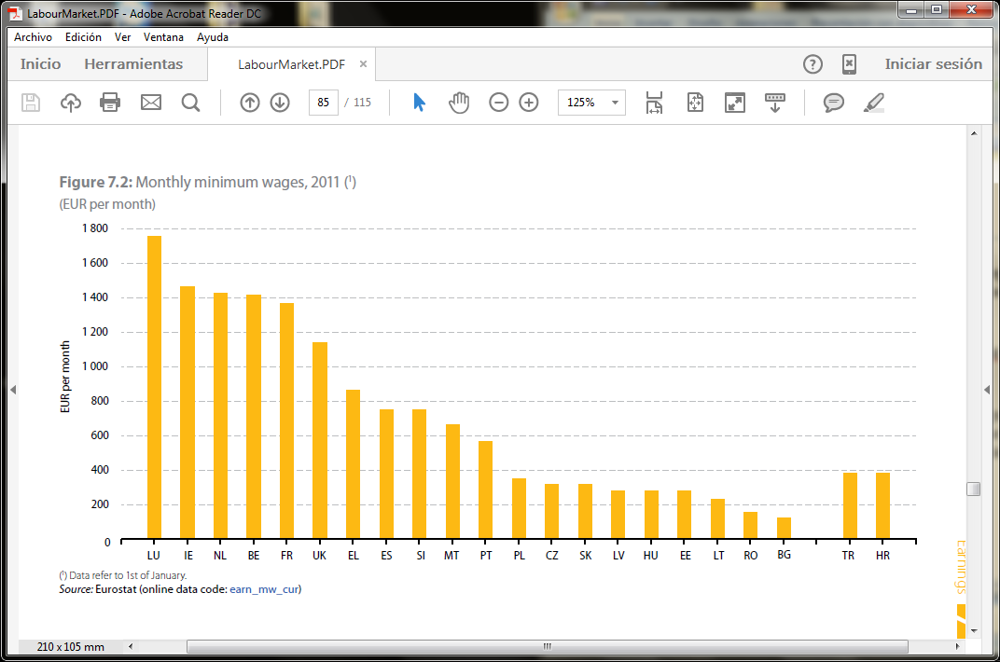 LabourMarket.PDF - Adobe Acrobat Reader DC
Archivo Edición Ver Ventana Ayuda
Inicio Herramientas LabourMarket.PDF × ? Iniciar sesión
85 / 115 125%
Figure 7.2: Monthly minimum wages, 2011 (¹)
(EUR per month)
EUR per month
1 800
1 600
1 400
1 200
1 000
800
600
400
200
0
LU IE NL BE FR UK EL ES SI MT PT PL CZ SK LV HU EE LT RO BG TR HR
(¹) Data refer to 1st of January.
Source: Eurostat (online data code: earn_mw_cur)
Earnings
210 x 105 mm